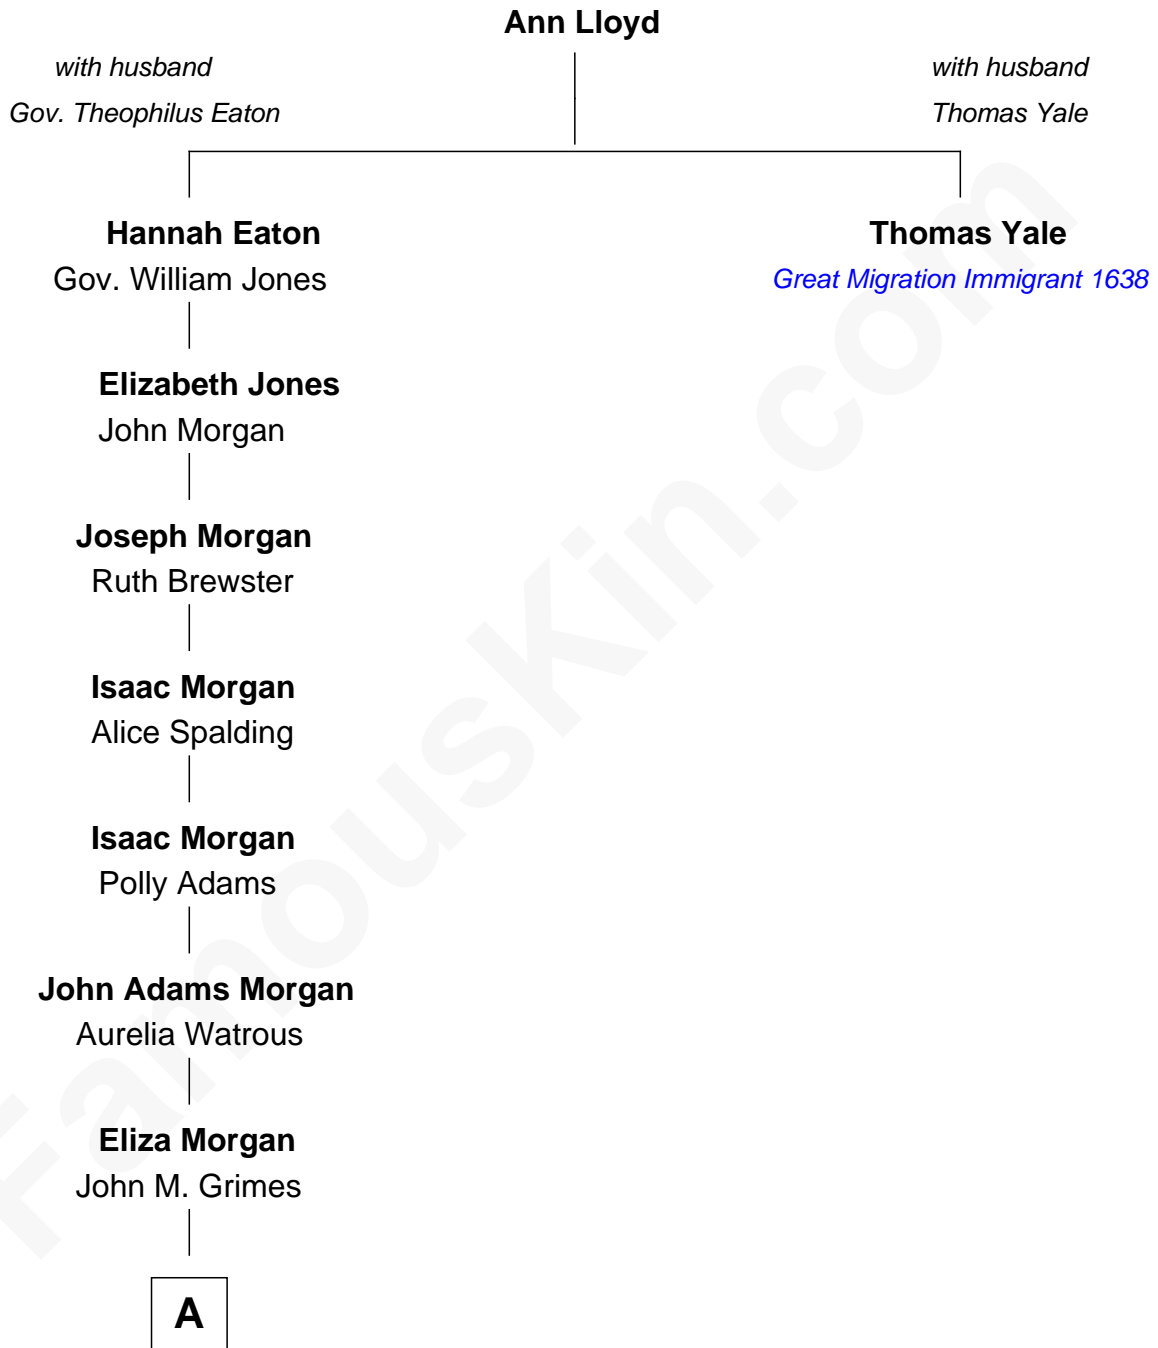 Ann Lloyd
with husband
Gov. Theophilus Eaton
with husband
Thomas Yale
Hannah Eaton
Gov. William Jones
Thomas Yale
Great Migration Immigrant 1638
Elizabeth Jones
John Morgan
Joseph Morgan
Ruth Brewster
Isaac Morgan
Alice Spalding
Isaac Morgan
Polly Adams
John Adams Morgan
Aurelia Watrous
Eliza Morgan
John M. Grimes
A
FamousKin.com